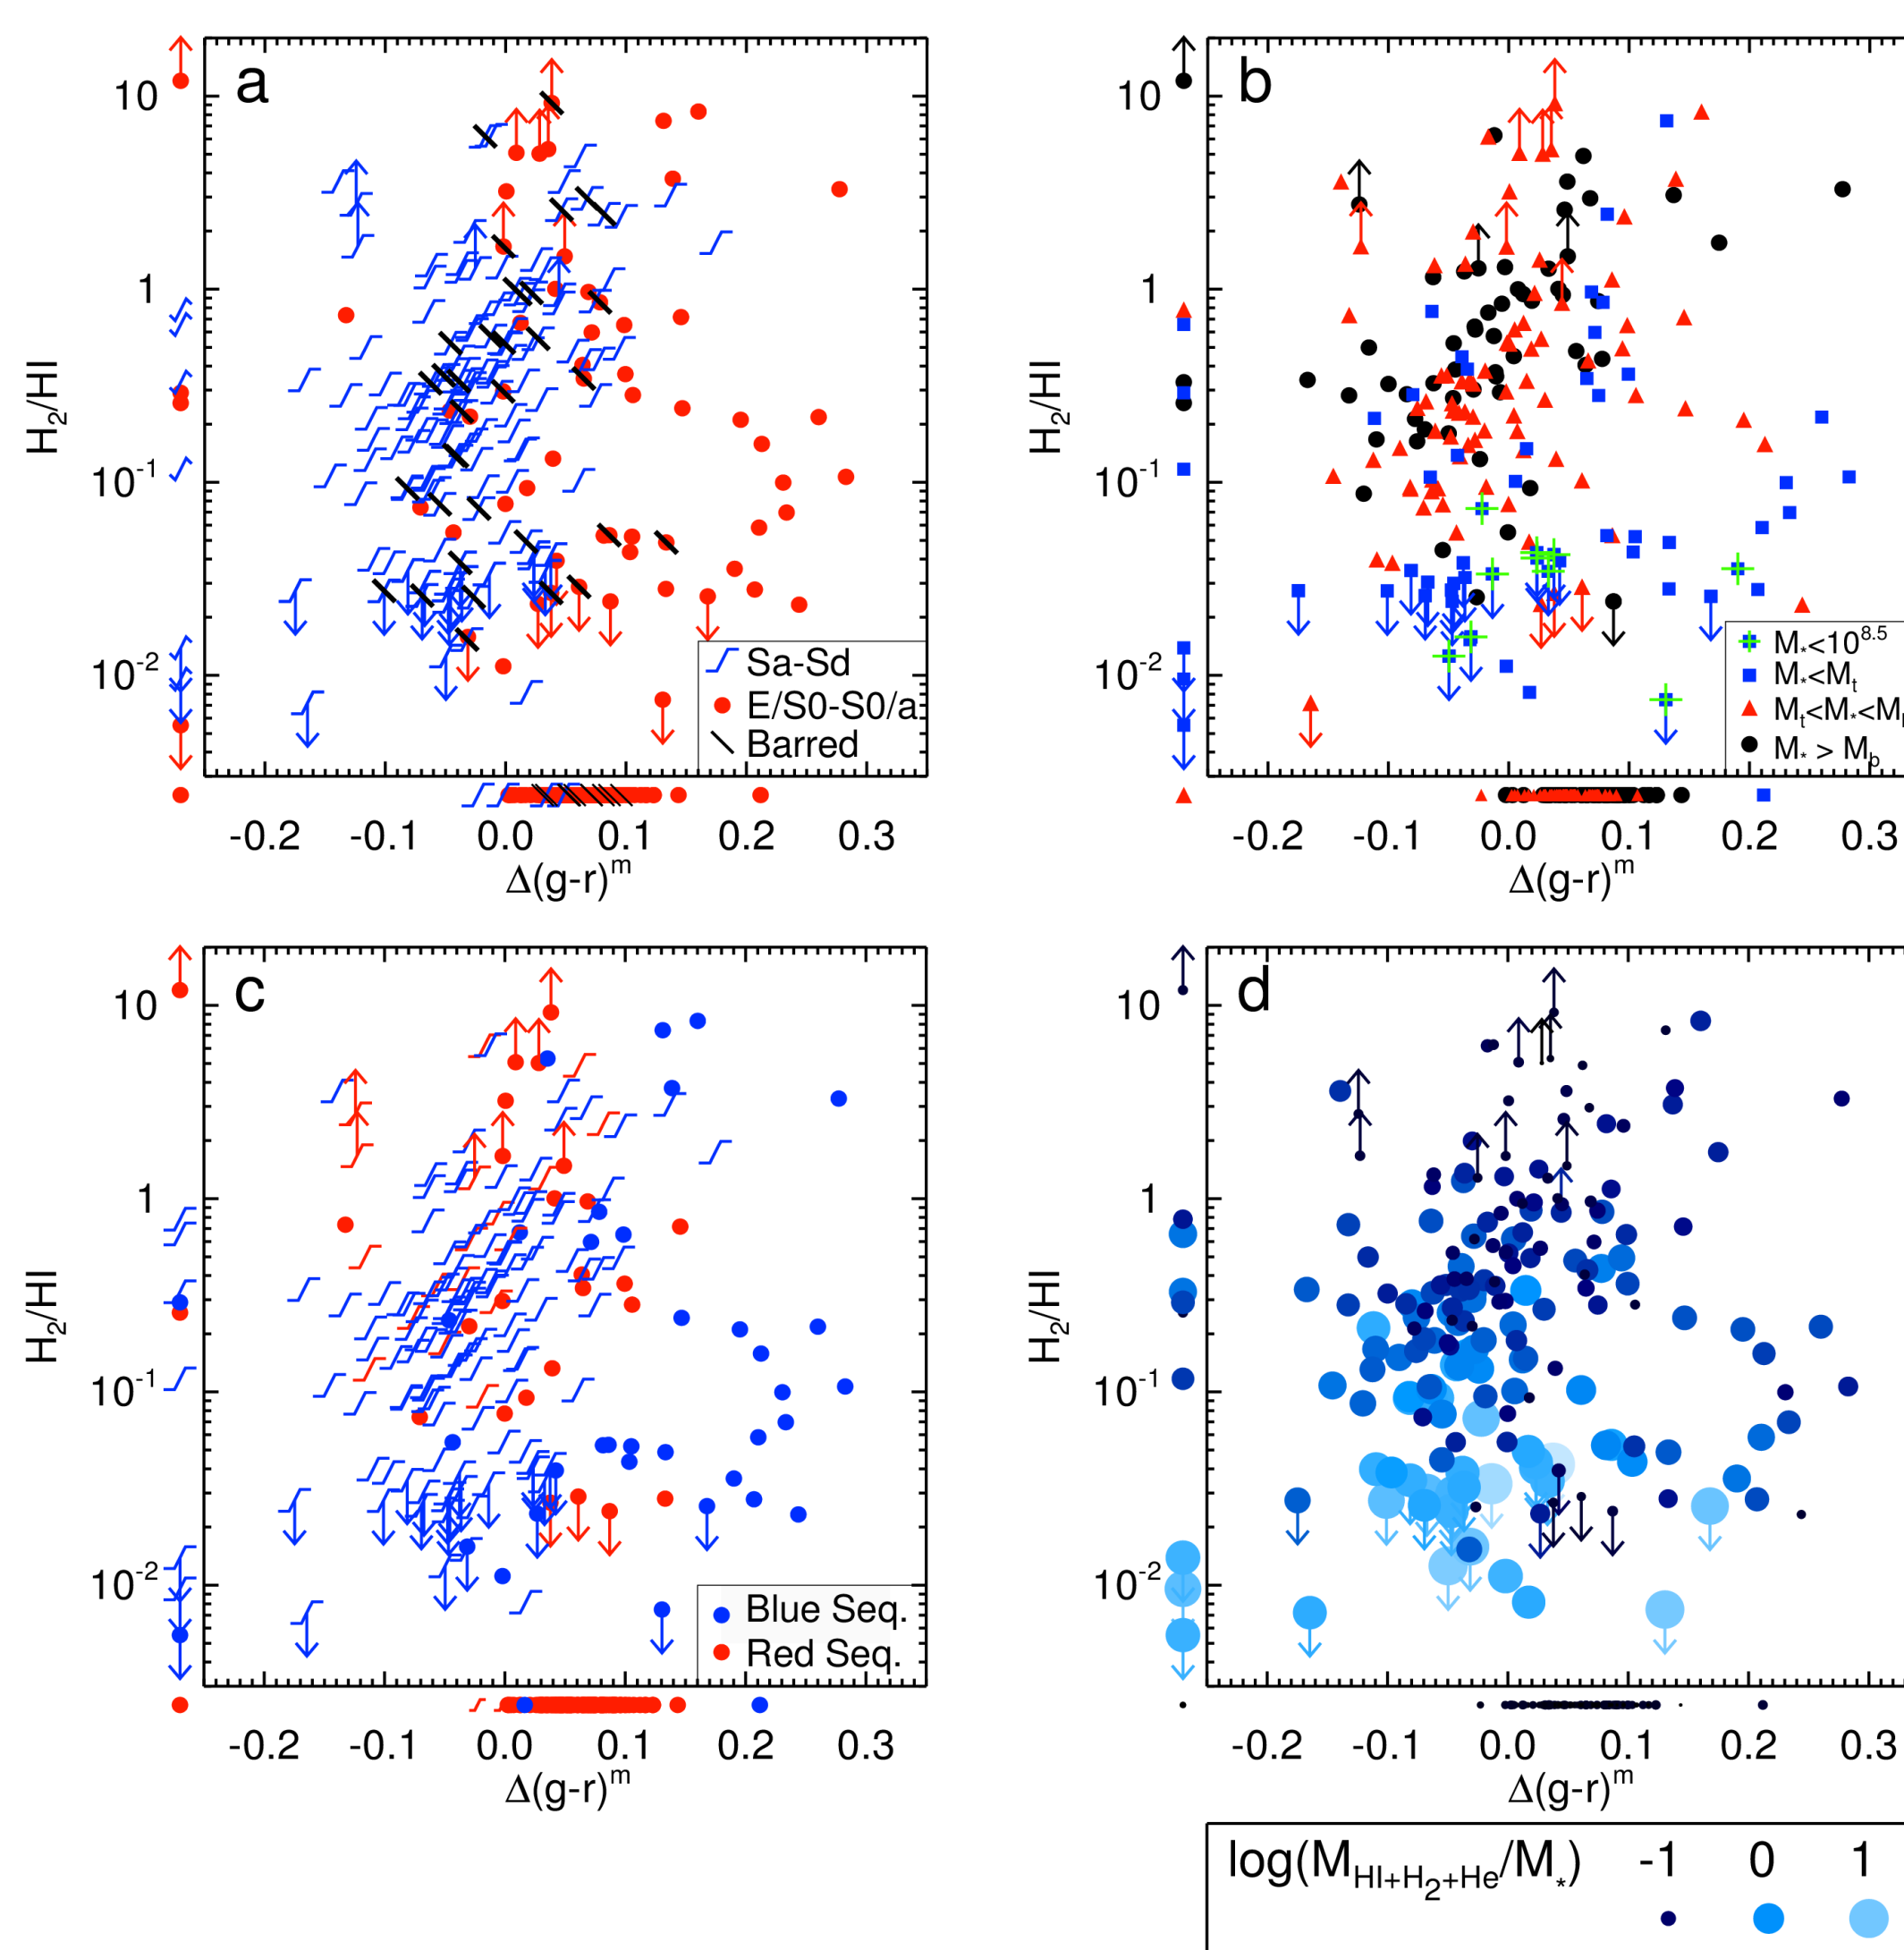 a
10
1
10-1
10-2
H2/HI
Sa-Sd
E/S0-S0/a
Barred
-0.2 -0.1 0.0 0.1 0.2 0.3
Δ(g-r)m
b
10
1
10-1
10-2
H2/HI
M*<10^8.5
M*<Mt
Mt<M*<M
M* > Mb
-0.2 -0.1 0.0 0.1 0.2 0.3
Δ(g-r)m
c
10
1
10-1
10-2
H2/HI
Blue Seq.
Red Seq.
-0.2 -0.1 0.0 0.1 0.2 0.3
Δ(g-r)m
d
10
1
10-1
10-2
H2/HI
-0.2 -0.1 0.0 0.1 0.2 0.3
Δ(g-r)m
log(MHI+H2+He/M*) -1 0 1